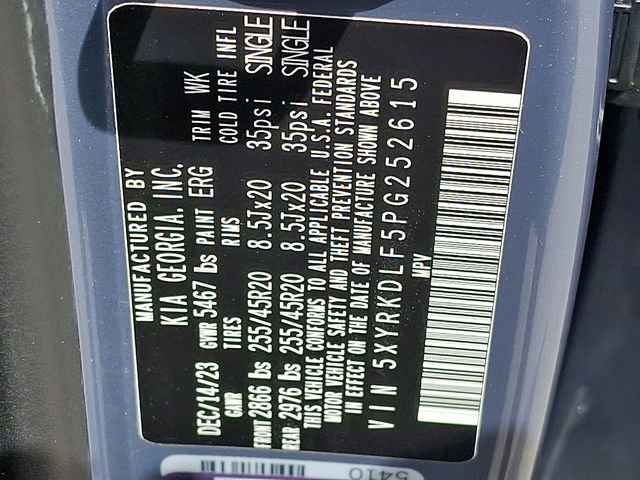 MANUFACTURED BY
KIA GEORGIA, INC.
DEC/14/23 GVWR 5467 bs PAINT ERG TRIM WK
GAWR TIRES RIMS COLD TIRE INFL
FRONT 2866 bs 255/45R20 8.5Jx20 35psi SINGLE
REAR 2976 bs 255/45R20 8.5Jx20 35psi SINGLE
THIS VEHICLE CONFORMS TO ALL APPLICABLE U.S.A. FEDERAL
MOTOR VEHICLE SAFETY AND THEFT PREVENTION STANDARDS
IN EFFECT ON THE DATE OF MANUFACTURE SHOWN ABOVE
VIN 5XYRKDLF5PG252615
MPV
5410